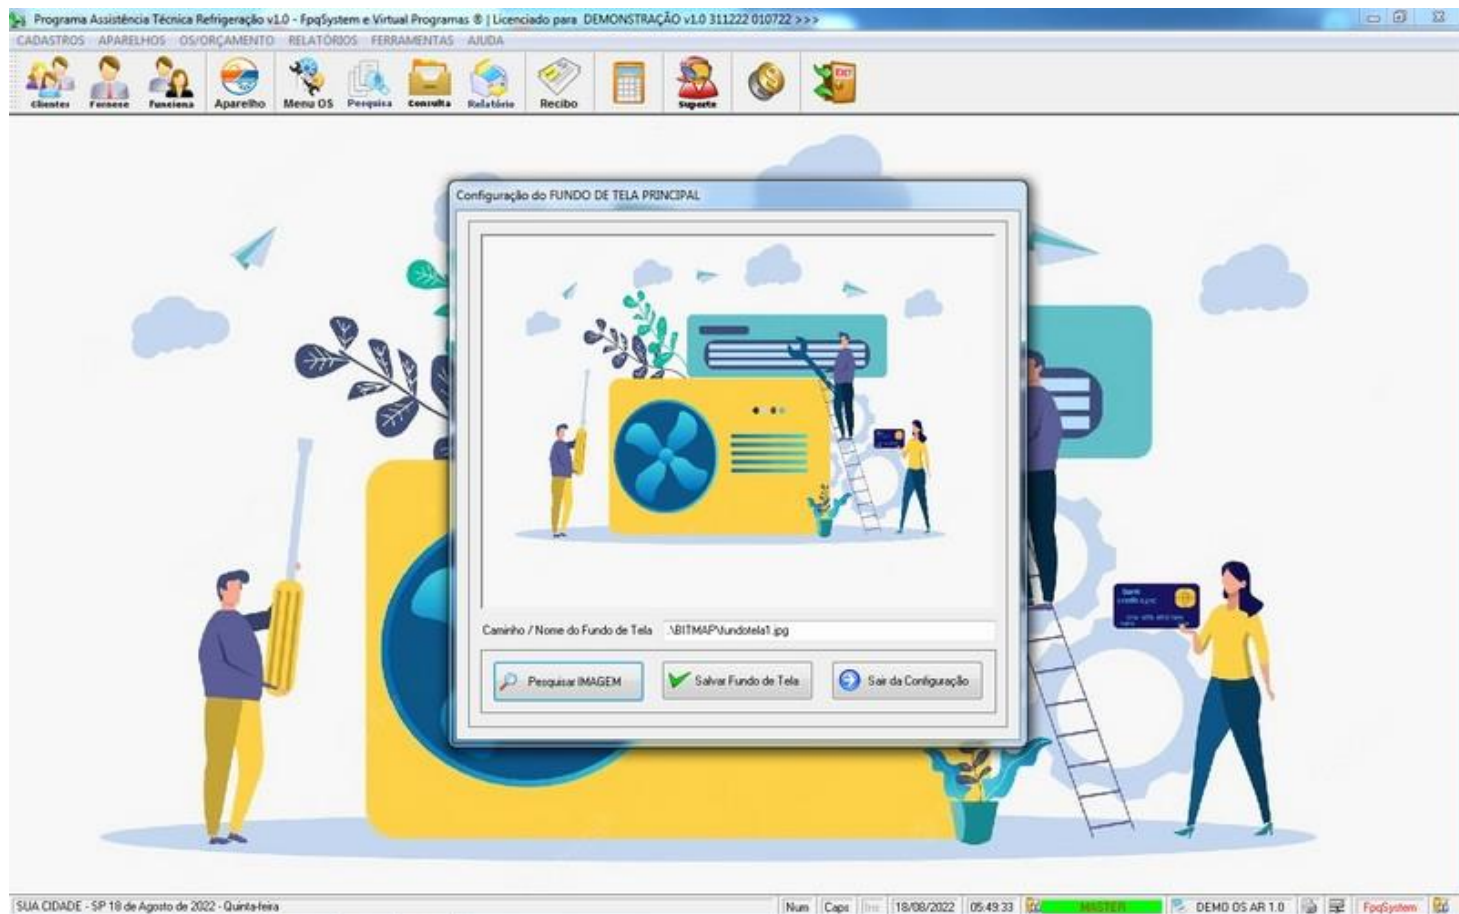 Programa Assistência Técnica Refrigeração v1.0 - FpqSystem e Virtual Programas ® | Licenciado para DEMONSTRAÇÃO v1.0 311222 010722 >>>
CADASTROS APARELHOS OS/ORÇAMENTO RELATÓRIOS FERRAMENTAS AJUDA
EXIT
Clientes Fornece Funciona Aparelho Menu OS Pesquisa Consulta Relatório Recibo Suporte
Configuração do FUNDO DE TELA PRINCIPAL
Caminho / Nome do Fundo de Tela .\BITMAP\fundotela1.jpg
Pesquisar IMAGEM Salvar Fundo de Tela Sair da Configuração
SUA CIDADE - SP 18 de Agosto de 2022 - Quinta-feira Num Caps Ins 18/08/2022 05:49:33 MASTER DEMO OS AR 1.0 FpqSystem